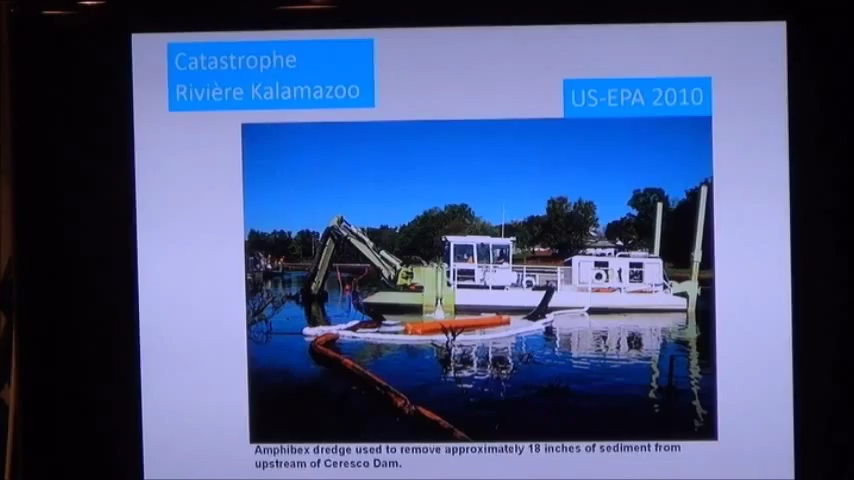 Catastrophe
Rivière Kalamazoo
US-EPA 2010
Amphibex dredge used to remove approximately 18 inches of sediment from
upstream of Ceresco Dam.